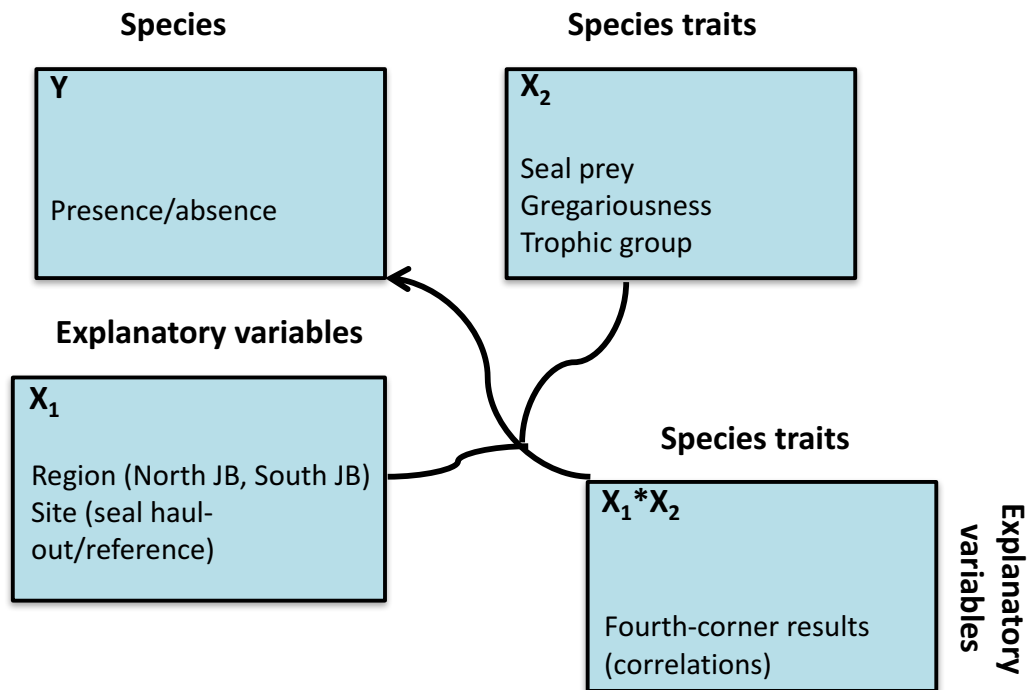 Species
Y
Presence/absence
Species traits
X₂
Seal prey
Gregariousness
Trophic group
Explanatory variables
X₁
Region (North JB, South JB)
Site (seal haul-
out/reference)
Species traits
X₁*X₂
Fourth-corner results
(correlations)
Explanatory
variables